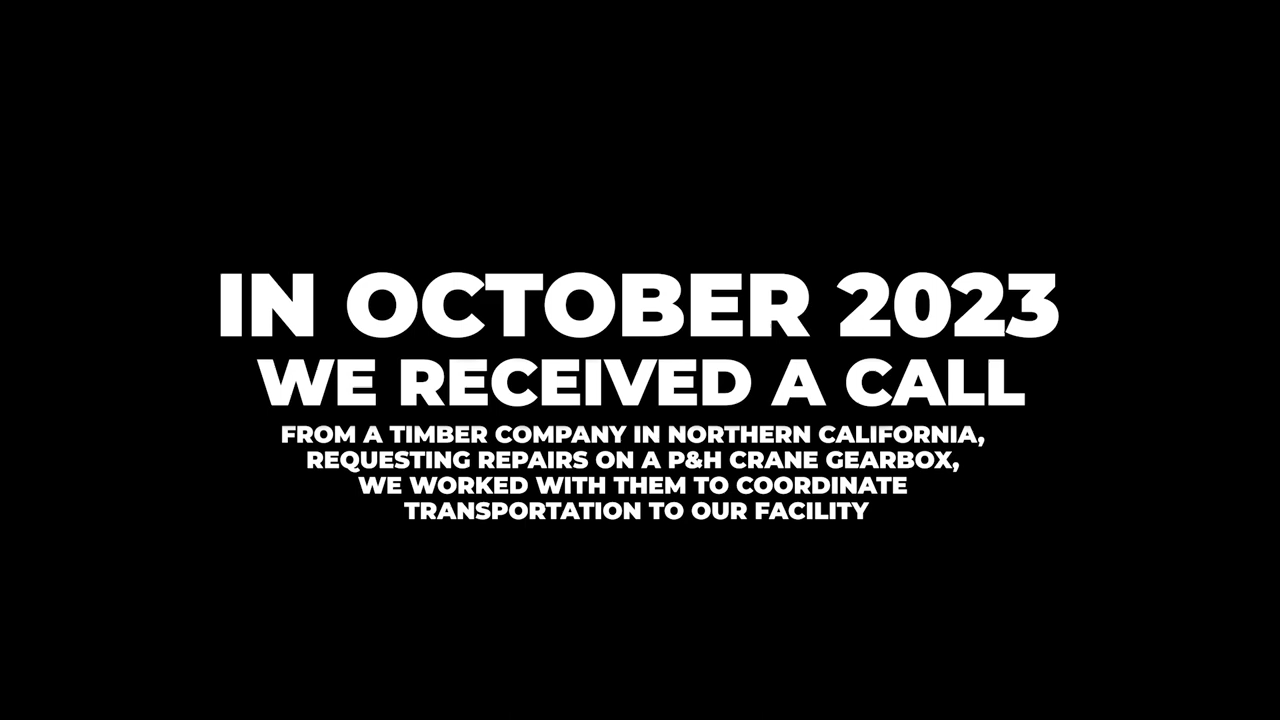 IN OCTOBER 2023
WE RECEIVED A CALL
FROM A TIMBER COMPANY IN NORTHERN CALIFORNIA,
REQUESTING REPAIRS ON A P&H CRANE GEARBOX,
WE WORKED WITH THEM TO COORDINATE
TRANSPORTATION TO OUR FACILITY